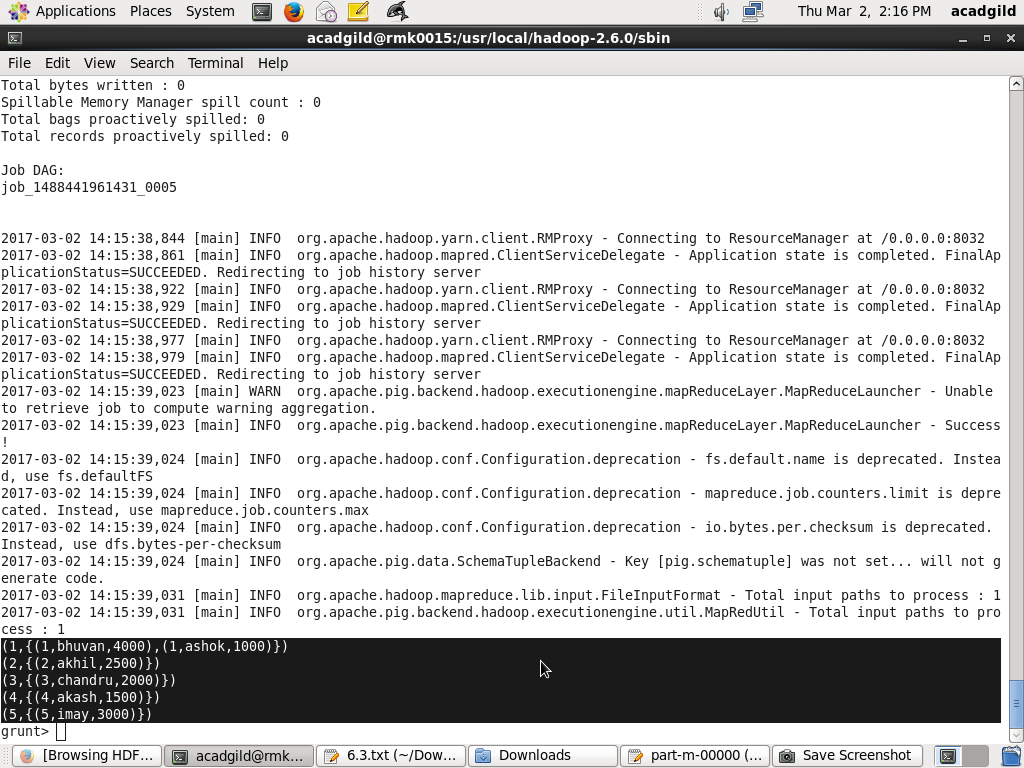 Applications Places System Thu Mar 2, 2:16 PM acadgild
acadgild@rmk0015:/usr/local/hadoop-2.6.0/sbin
File Edit View Search Terminal Help
Total bytes written : 0
Spillable Memory Manager spill count : 0
Total bags proactively spilled: 0
Total records proactively spilled: 0
Job DAG:
job_1488441961431_0005
2017-03-02 14:15:38,844 [main] INFO  org.apache.hadoop.yarn.client.RMProxy - Connecting to ResourceManager at /0.0.0.0:8032
2017-03-02 14:15:38,861 [main] INFO  org.apache.hadoop.mapred.ClientServiceDelegate - Application state is completed. FinalAp
plicationStatus=SUCCEEDED. Redirecting to job history server
2017-03-02 14:15:38,922 [main] INFO  org.apache.hadoop.yarn.client.RMProxy - Connecting to ResourceManager at /0.0.0.0:8032
2017-03-02 14:15:38,929 [main] INFO  org.apache.hadoop.mapred.ClientServiceDelegate - Application state is completed. FinalAp
plicationStatus=SUCCEEDED. Redirecting to job history server
2017-03-02 14:15:38,977 [main] INFO  org.apache.hadoop.yarn.client.RMProxy - Connecting to ResourceManager at /0.0.0.0:8032
2017-03-02 14:15:38,979 [main] INFO  org.apache.hadoop.mapred.ClientServiceDelegate - Application state is completed. FinalAp
plicationStatus=SUCCEEDED. Redirecting to job history server
2017-03-02 14:15:39,023 [main] WARN  org.apache.pig.backend.hadoop.executionengine.mapReduceLayer.MapReduceLauncher - Unable
to retrieve job to compute warning aggregation.
2017-03-02 14:15:39,023 [main] INFO  org.apache.pig.backend.hadoop.executionengine.mapReduceLayer.MapReduceLauncher - Success
!
2017-03-02 14:15:39,024 [main] INFO  org.apache.hadoop.conf.Configuration.deprecation - fs.default.name is deprecated. Instea
d, use fs.defaultFS
2017-03-02 14:15:39,024 [main] INFO  org.apache.hadoop.conf.Configuration.deprecation - mapreduce.job.counters.limit is depre
cated. Instead, use mapreduce.job.counters.max
2017-03-02 14:15:39,024 [main] INFO  org.apache.hadoop.conf.Configuration.deprecation - io.bytes.per.checksum is deprecated.
Instead, use dfs.bytes-per-checksum
2017-03-02 14:15:39,024 [main] INFO  org.apache.pig.data.SchemaTupleBackend - Key [pig.schematuple] was not set... will not g
enerate code.
2017-03-02 14:15:39,031 [main] INFO  org.apache.hadoop.mapreduce.lib.input.FileInputFormat - Total input paths to process : 1
2017-03-02 14:15:39,031 [main] INFO  org.apache.pig.backend.hadoop.executionengine.util.MapRedUtil - Total input paths to pro
cess : 1
(1,{(1,bhuvan,4000),(1,ashok,1000)})
(2,{(2,akhil,2500)})
(3,{(3,chandru,2000)})
(4,{(4,akash,1500)})
(5,{(5,imay,3000)})
grunt>
[Browsing HDF... acadgild@rmk... 6.3.txt (~/Dow... Downloads part-m-00000 (... Save Screenshot